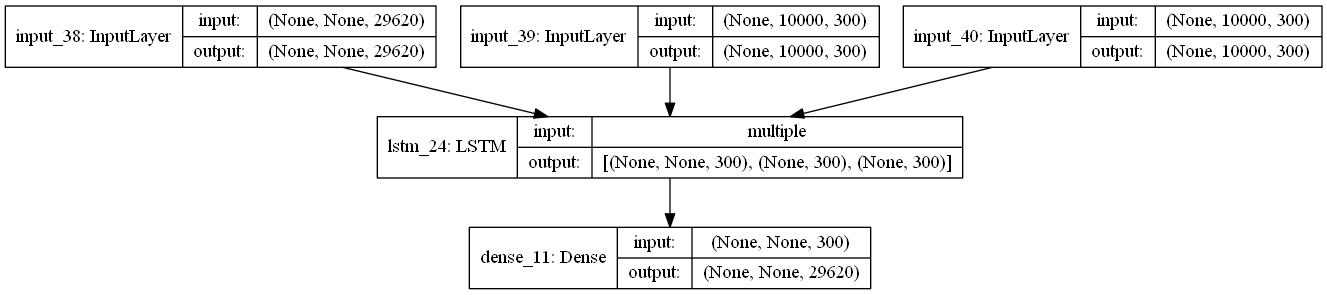 input_38: InputLayer
input: (None, None, 29620)
output: (None, None, 29620)
input_39: InputLayer
input: (None, 10000, 300)
output: (None, 10000, 300)
input_40: InputLayer
input: (None, 10000, 300)
output: (None, 10000, 300)
lstm_24: LSTM
input: multiple
output: [(None, None, 300), (None, 300), (None, 300)]
dense_11: Dense
input: (None, None, 300)
output: (None, None, 29620)